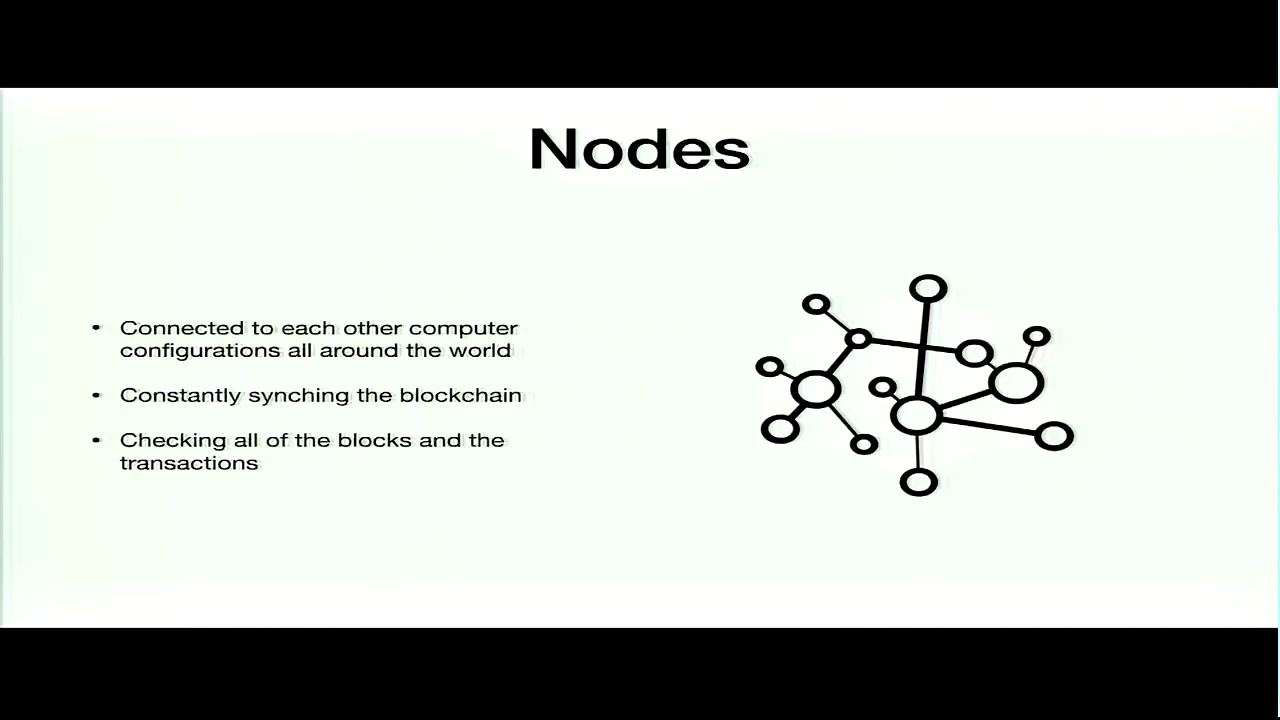 Nodes
• Connected to each other computer
configurations all around the world
• Constantly synching the blockchain
• Checking all of the blocks and the
transactions